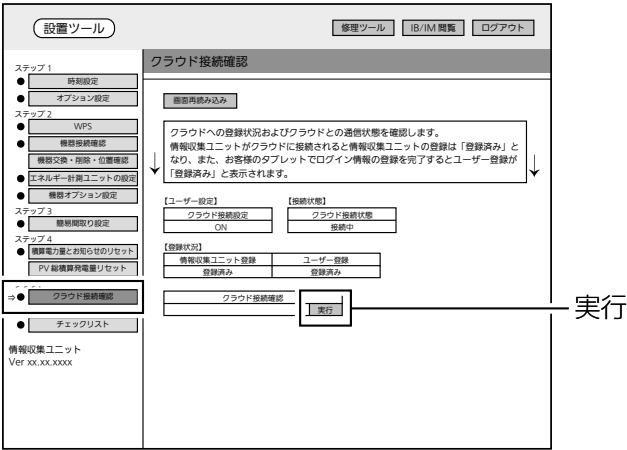 設置ツール
修理ツール
IB/IM 閲覧
ログアウト
クラウド接続確認
ステップ 1
● 時刻設定
● オプション設定
ステップ 2
● WPS
● 機器接続確認
機器交換・削除・位置確認
● エネルギー計測ユニットの設定
● 機器オプション設定
ステップ 3
● 簡易間取り設定
ステップ 4
● 積算電力量とお知らせのリセット
PV 総積算発電量リセット
⇒● クラウド接続確認
● チェックリスト
情報収集ユニット
Ver xx.xx.xxxx
画面再読み込み
クラウドへの登録状況およびクラウドとの通信状態を確認します。
情報収集ユニットがクラウドに接続されると情報収集ユニットの登録は「登録済み」と
なり、また、お客様のタブレットでログイン情報の登録を完了するとユーザー登録が
「登録済み」と表示されます。
↓ ↓
【ユーザー設定】 【接続状態】
クラウド接続設定 クラウド接続状態
ON 接続中
【登録状況】
情報収集ユニット登録 ユーザー登録
登録済み 登録済み
クラウド接続確認
実行
実行